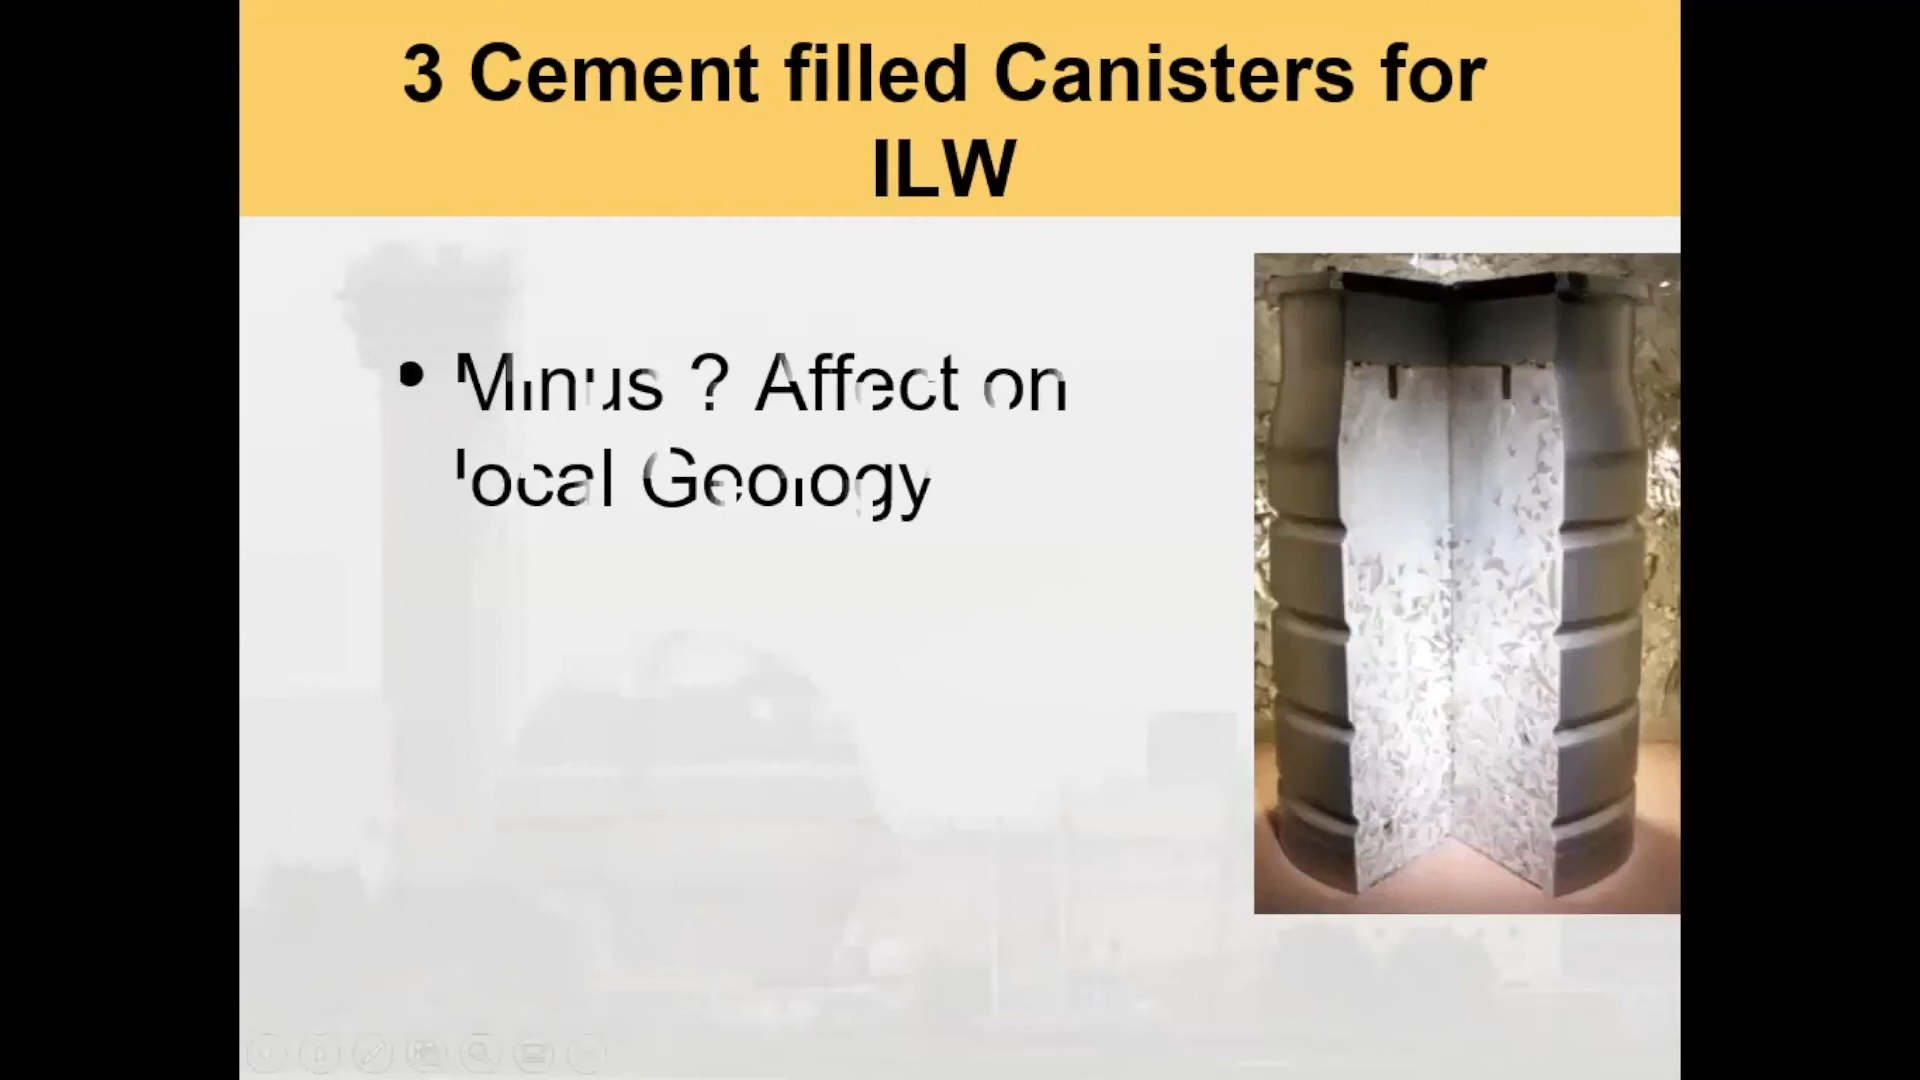 3 Cement filled Canisters for
ILW
• Minus ? Affect on
local Geology